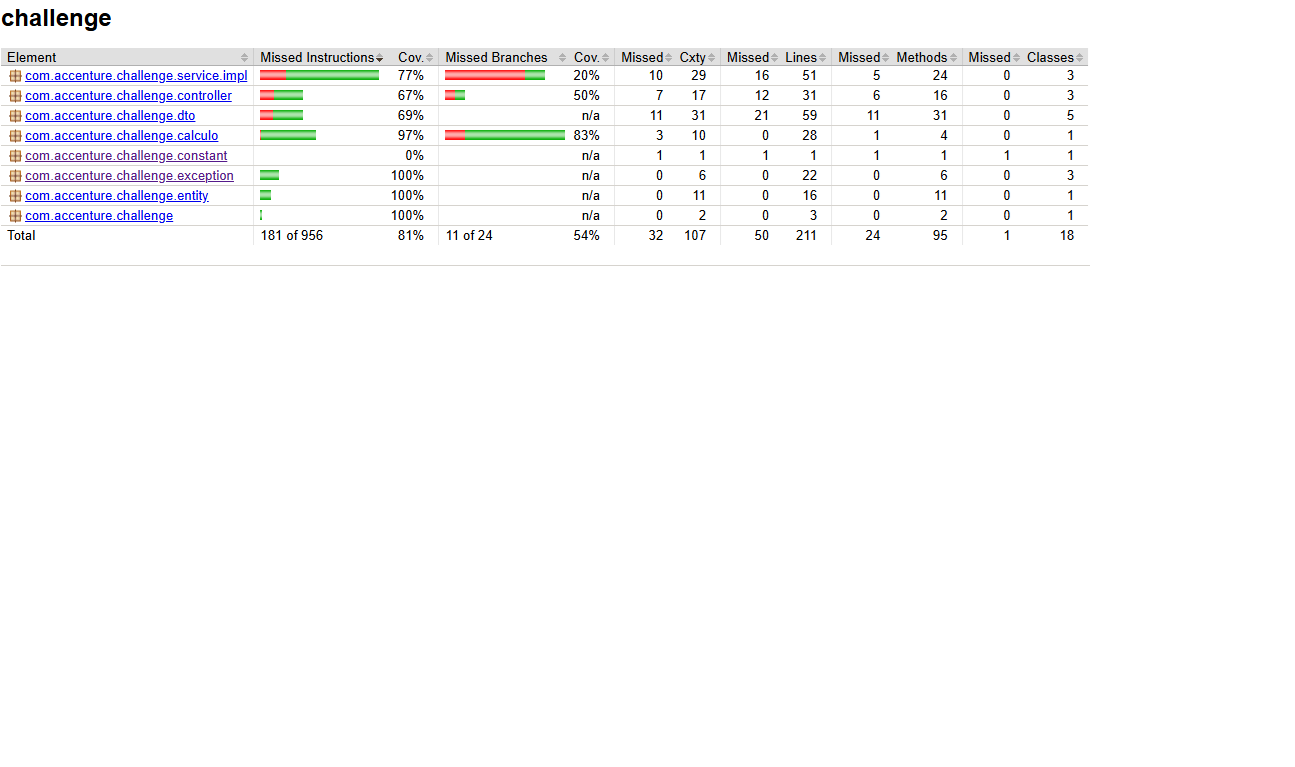 challenge
Element Missed Instructions Cov. Missed Branches Cov. Missed Cxty Missed Lines Missed Methods Missed Classes
com.accenture.challenge.service.impl 77% 20% 10 29 16 51 5 24 0 3
com.accenture.challenge.controller 67% 50% 7 17 12 31 6 16 0 3
com.accenture.challenge.dto 69% n/a 11 31 21 59 11 31 0 5
com.accenture.challenge.calculo 97% 83% 3 10 0 28 1 4 0 1
com.accenture.challenge.constant 0% n/a 1 1 1 1 1 1 1 1
com.accenture.challenge.exception 100% n/a 0 6 0 22 0 6 0 3
com.accenture.challenge.entity 100% n/a 0 11 0 16 0 11 0 1
com.accenture.challenge 100% n/a 0 2 0 3 0 2 0 1
Total 181 of 956 81% 11 of 24 54% 32 107 50 211 24 95 1 18